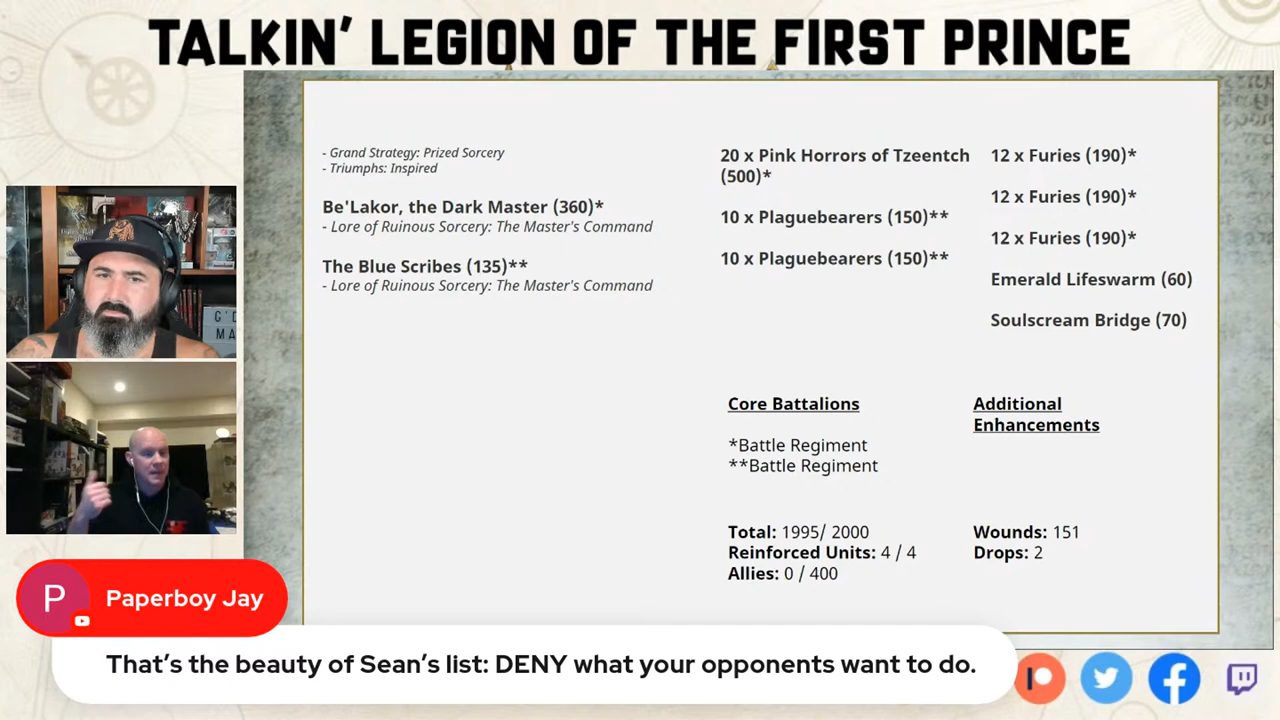 TALKIN' LEGION OF THE FIRST PRINCE
- Grand Strategy: Prized Sorcery
- Triumphs: Inspired
Be'Lakor, the Dark Master (360)*
- Lore of Ruinous Sorcery: The Master's Command
The Blue Scribes (135)**
- Lore of Ruinous Sorcery: The Master's Command
20 x Pink Horrors of Tzeentch
(500)*
10 x Plaguebearers (150)**
10 x Plaguebearers (150)**
12 x Furies (190)*
12 x Furies (190)*
12 x Furies (190)*
Emerald Lifeswarm (60)
Soulscream Bridge (70)
Core Battalions
*Battle Regiment
**Battle Regiment
Additional
Enhancements
Total: 1995/ 2000
Reinforced Units: 4 / 4
Allies: 0 / 400
Wounds: 151
Drops: 2
G'D
MA
P
Paperboy Jay
That's the beauty of Sean's list: DENY what your opponents want to do.